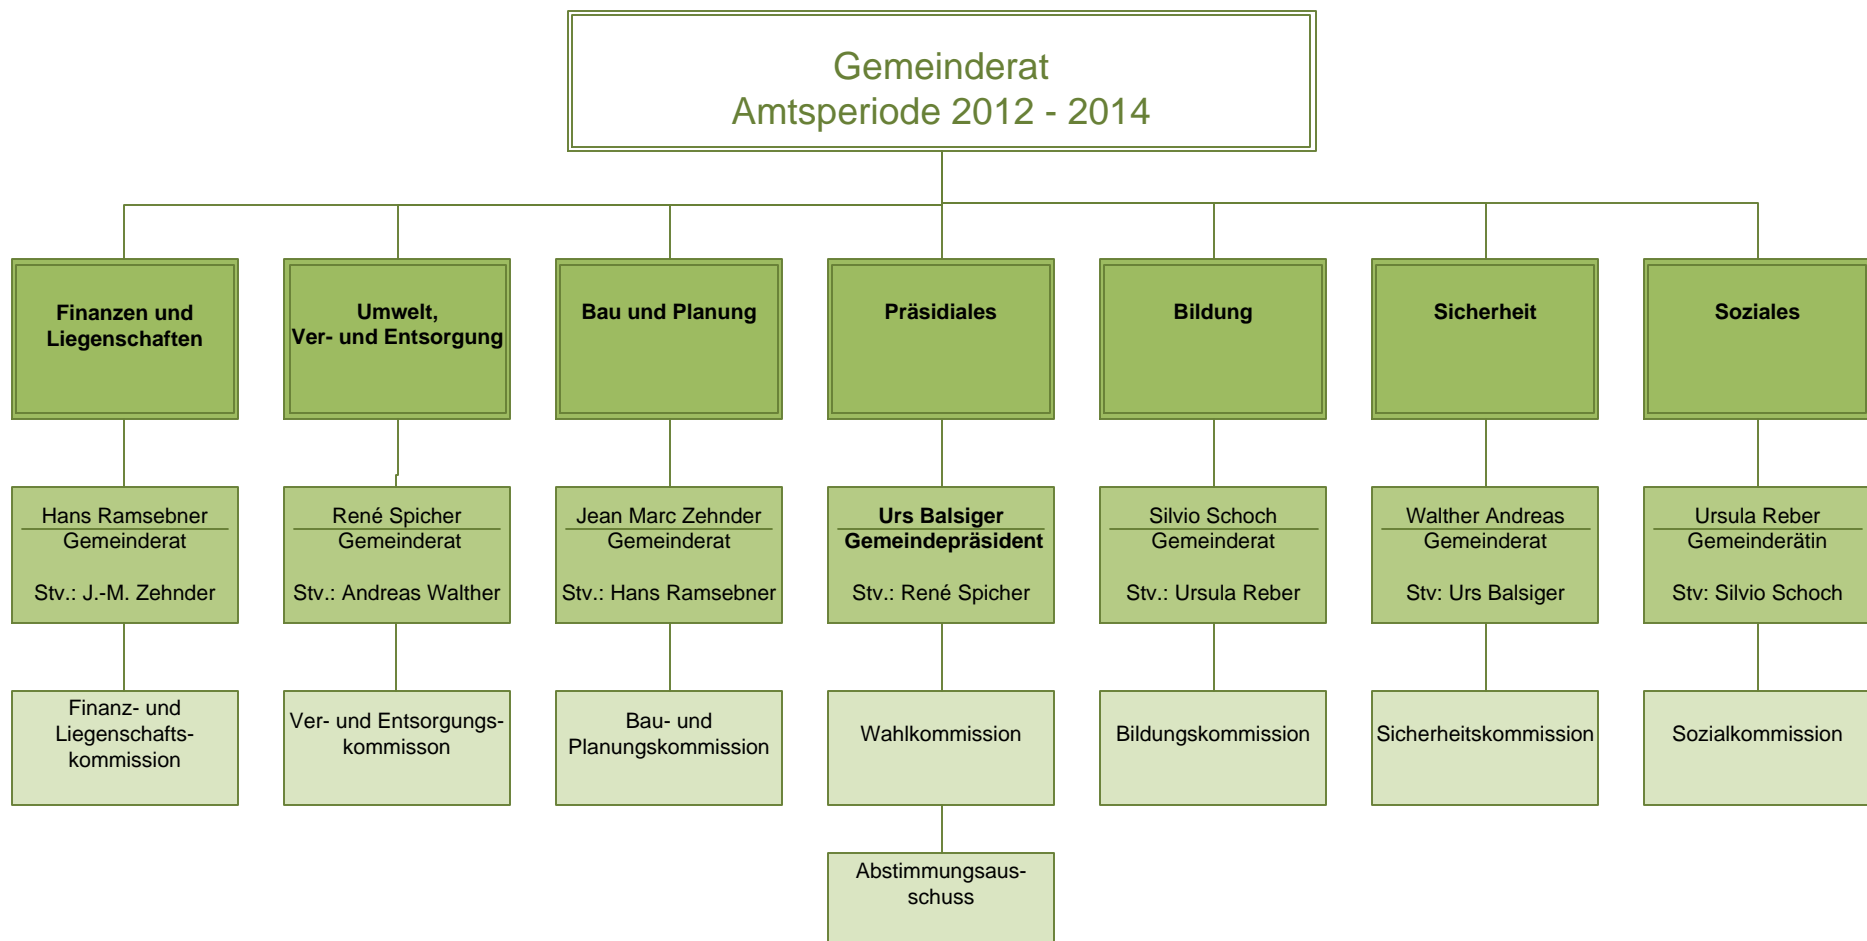 Gemeinderat
Amtsperiode 2012 - 2014
Finanzen und
Liegenschaften
Umwelt,
Ver- und Entsorgung
Bau und Planung
Präsidiales
Bildung
Sicherheit
Soziales
Hans Ramsebner
Gemeinderat
Stv.: J.-M. Zehnder
René Spicher
Gemeinderat
Stv.: Andreas Walther
Jean Marc Zehnder
Gemeinderat
Stv.: Hans Ramsebner
Urs Balsiger
Gemeindepräsident
Stv.: René Spicher
Silvio Schoch
Gemeinderat
Stv.: Ursula Reber
Walther Andreas
Gemeinderat
Stv: Urs Balsiger
Ursula Reber
Gemeinderätin
Stv: Silvio Schoch
Finanz- und
Liegenschafts-
kommission
Ver- und Entsorgungs-
kommisson
Bau- und
Planungskommission
Wahlkommission
Bildungskommission
Sicherheitskommission
Sozialkommission
Abstimmungsaus-
schuss